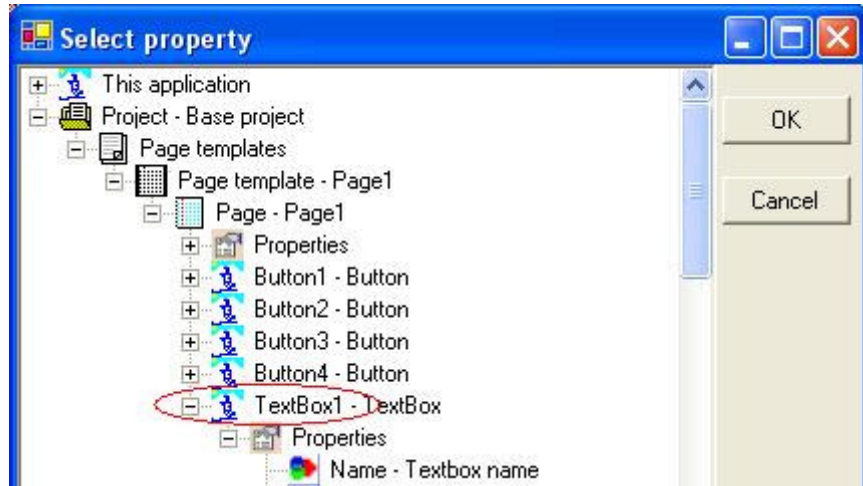 Select property
This application
Project - Base project
OK
Page templates
Page template - Page1
Cancel
Page - Page1
Properties
Button1 - Button
Button2 - Button
Button3 - Button
Button4 - Button
TextBox1 - TextBox
Properties
Name - Textbox name